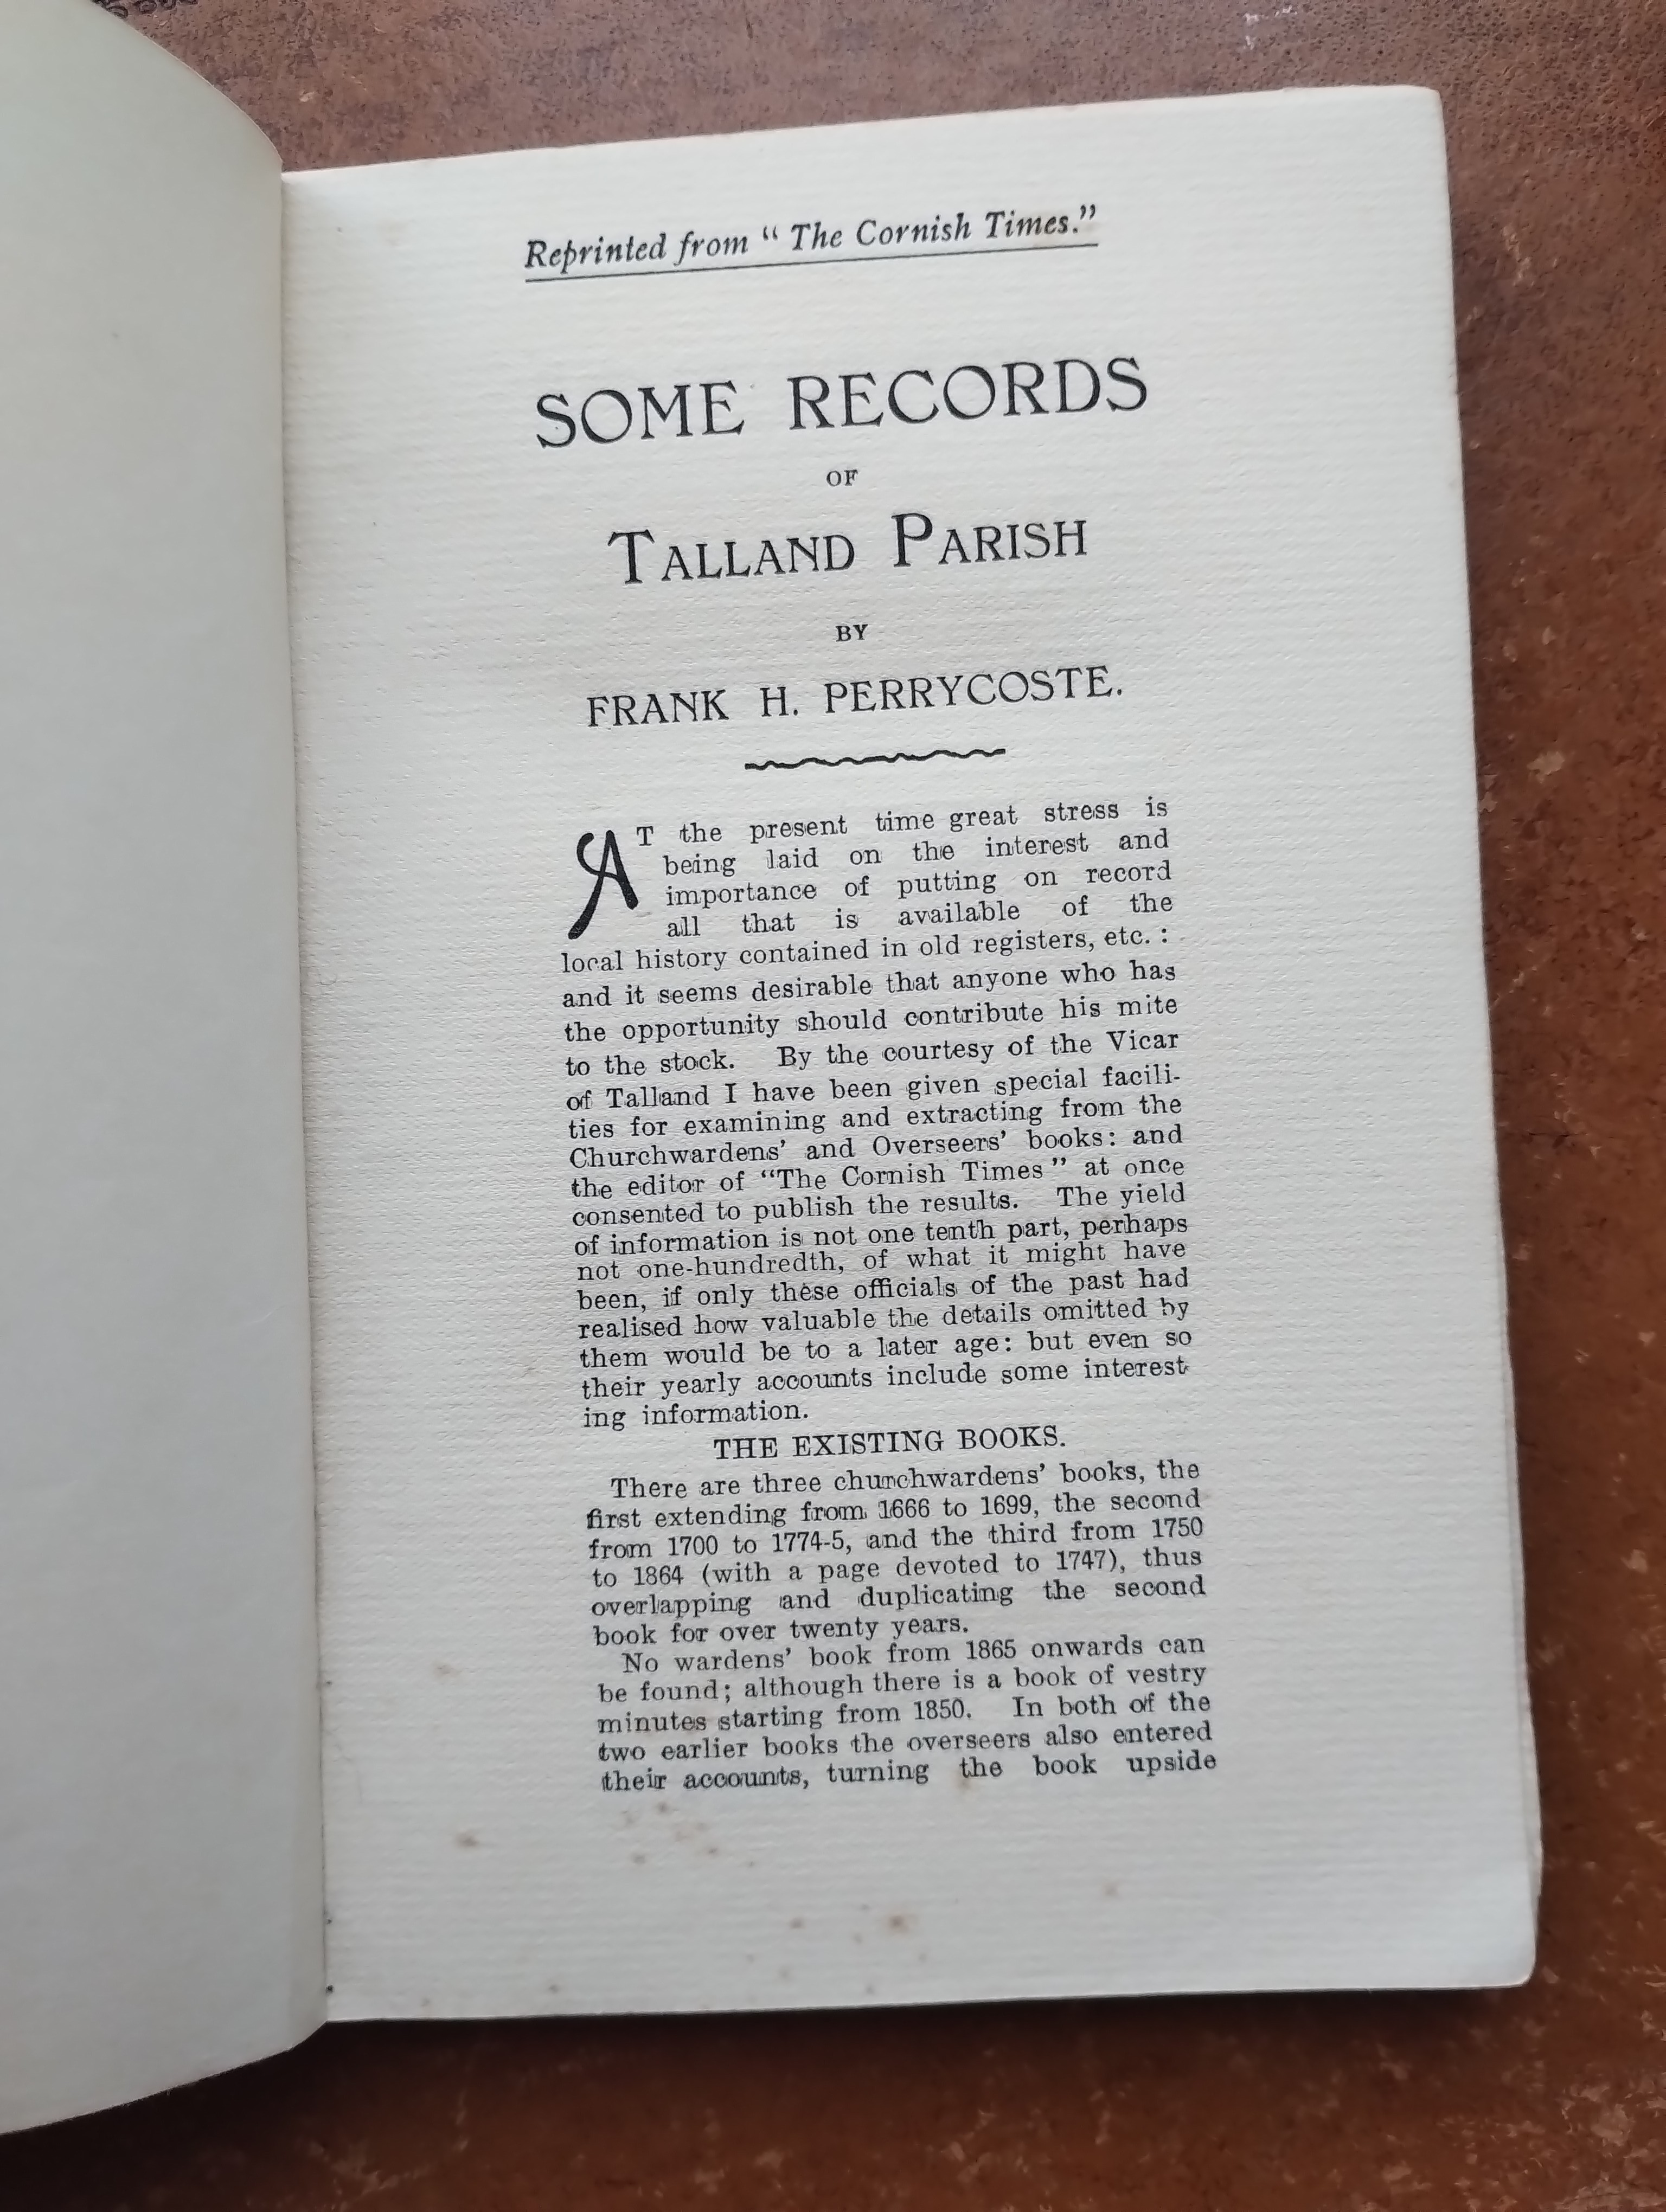 Reprinted from “ The Cornish Times.”
SOME RECORDS
OF
TALLAND PARISH
BY
FRANK H. PERRYCOSTE.
AT the present time great stress is
being laid on the interest and
importance of putting on record
all that is available of the
local history contained in old registers, etc. :
and it seems desirable that anyone who has
the opportunity should contribute his mite
to the stock. By the courtesy of the Vicar
of Talland I have been given special facili-
ties for examining and extracting from the
Churchwardens’ and Overseers’ books: and
the editor of “The Cornish Times” at once
consented to publish the results. The yield
of information is not one tenth part, perhaps
not one-hundredth, of what it might have
been, if only these officials of the past had
realised how valuable the details omitted by
them would be to a later age: but even so
their yearly accounts include some interest-
ing information.
THE EXISTING BOOKS.
There are three churchwardens’ books, the
first extending from 1666 to 1699, the second
from 1700 to 1774-5, and the third from 1750
to 1864 (with a page devoted to 1747), thus
overlapping and duplicating the second
book for over twenty years.
No wardens’ book from 1865 onwards can
be found; although there is a book of vestry
minutes starting from 1850. In both of the
two earlier books the overseers also entered
their accounts, turning the book upside